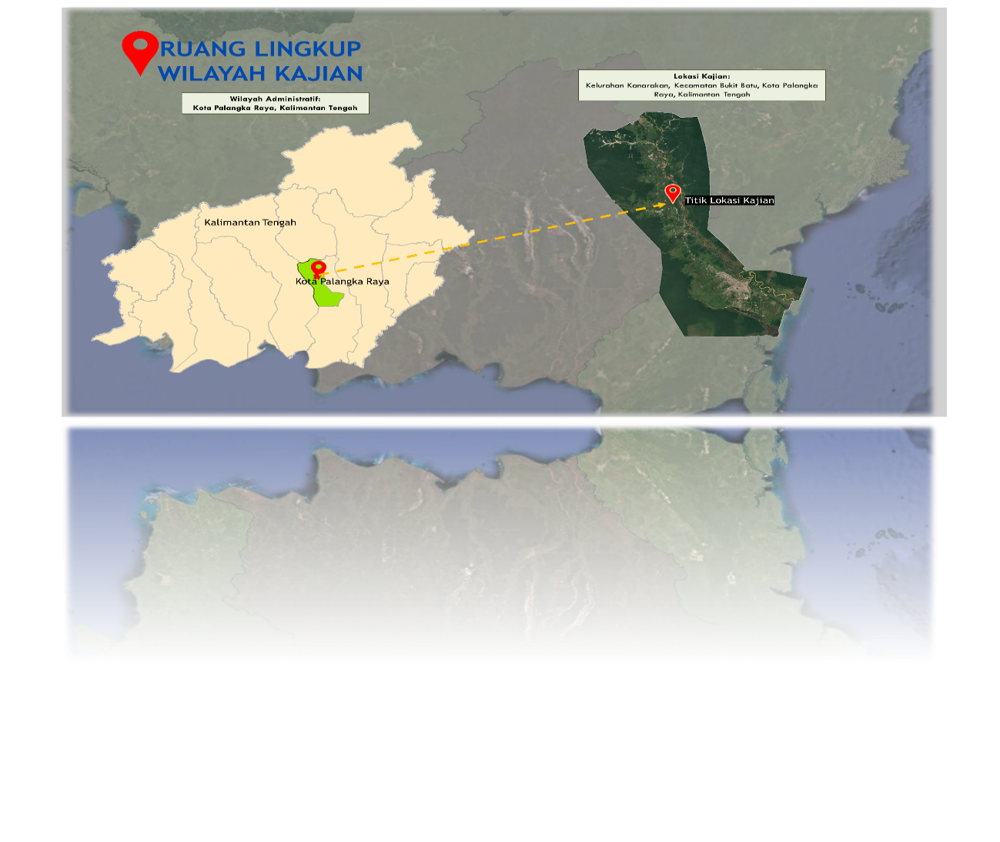 RUANG LINGKUP
WILAYAH KAJIAN
Wilayah Administratif:
Kota Palangka Raya, Kalimantan Tengah
Lokasi Kajian:
Kelurahan Kanarakan, Kecamatan Bukit Batu, Kota Palangka
Raya, Kalimantan Tengah
Titik Lokasi Kajian
Kalimantan Tengah
Kota Palangka Raya